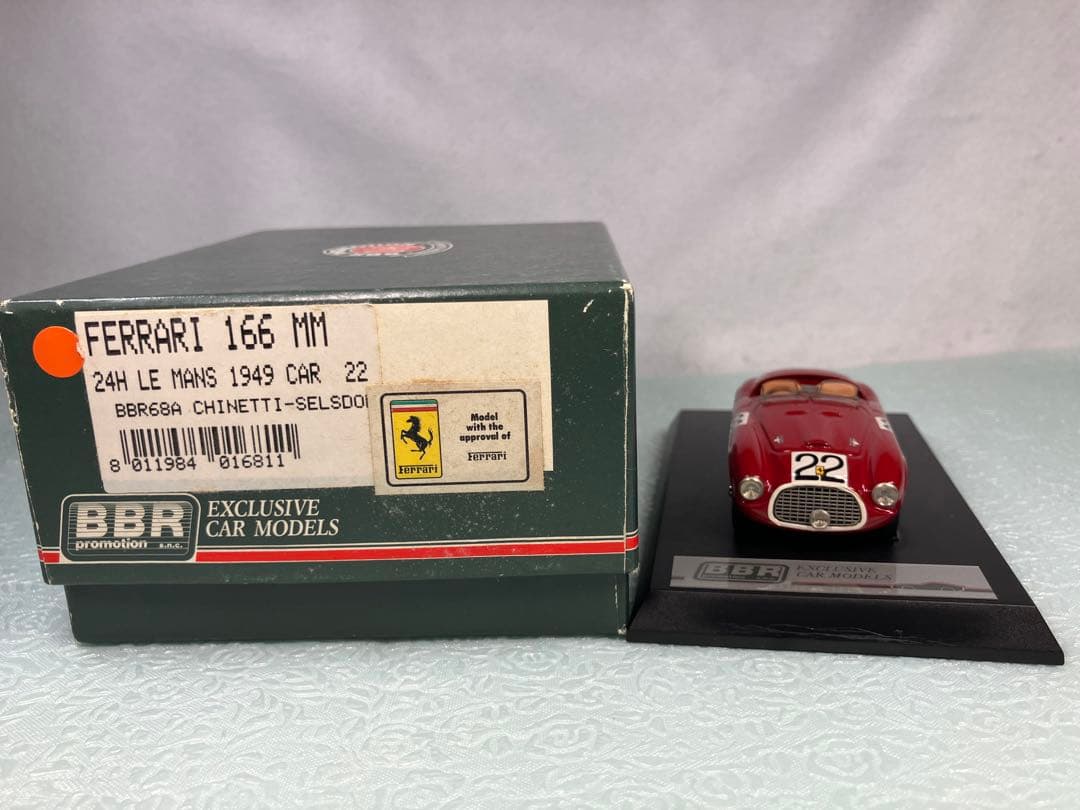 FERRARI 166 MM
24H LE MANS 1949 CAR 22
BBR68A CHINETTI-SELSDO
8 011984 016811
Model
with the
approval of
Ferrari
Ferrari
BBR
promotion s.n.c.
EXCLUSIVE
CAR MODELS
22
BBR
EXCLUSIVE
CAR MODELS